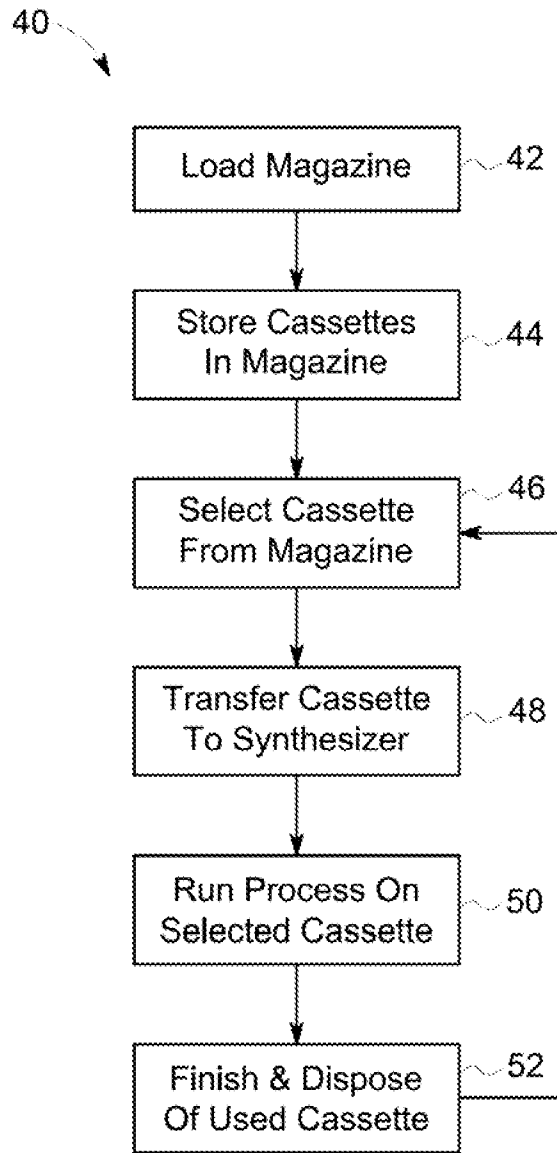 40
Load Magazine
42
Store Cassettes
In Magazine
44
Select Cassette
From Magazine
46
Transfer Cassette
To Synthesizer
48
Run Process On
Selected Cassette
50
Finish & Dispose
Of Used Cassette
52